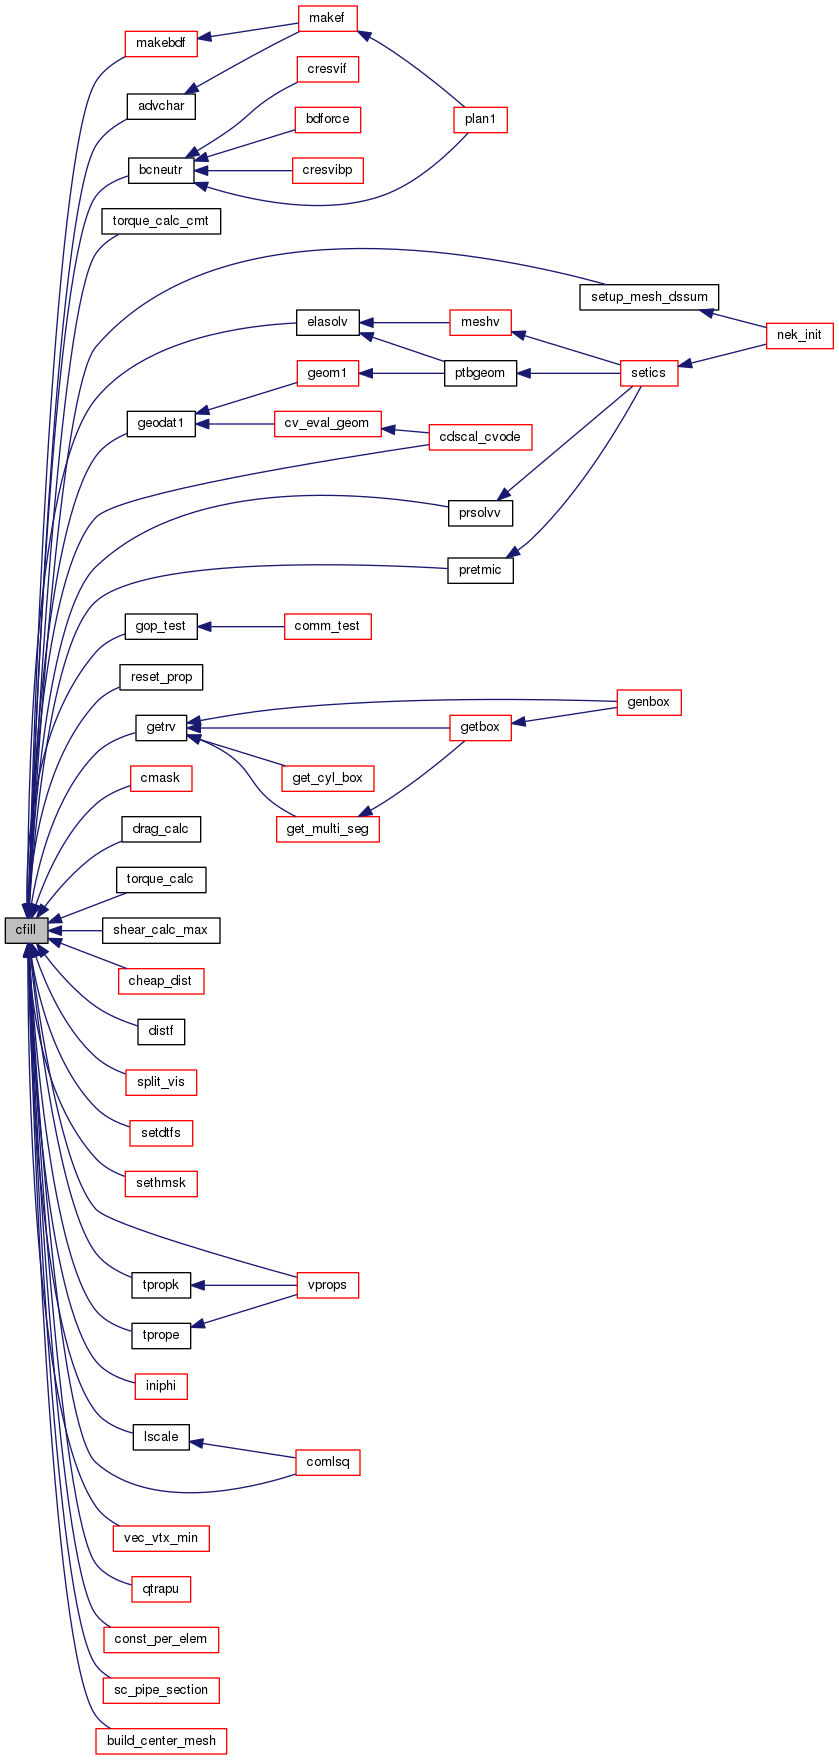 makef
makebdf
cresvif
advchar
bdforce
plan1
bcneutr
cresvibp
torque_calc_cmt
setup_mesh_dssum
elasolv
meshv
nek_init
geom1
ptbgeom
setics
geodat1
cv_eval_geom
cdscal_cvode
prsolvv
pretmic
gop_test
comm_test
reset_prop
genbox
getrv
getbox
cmask
get_cyl_box
drag_calc
get_multi_seg
torque_calc
cfill
shear_calc_max
cheap_dist
distf
split_vis
setdtfs
sethmsk
tpropk
vprops
tprope
iniphi
lscale
comlsq
vec_vtx_min
qtrapu
const_per_elem
sc_pipe_section
build_center_mesh